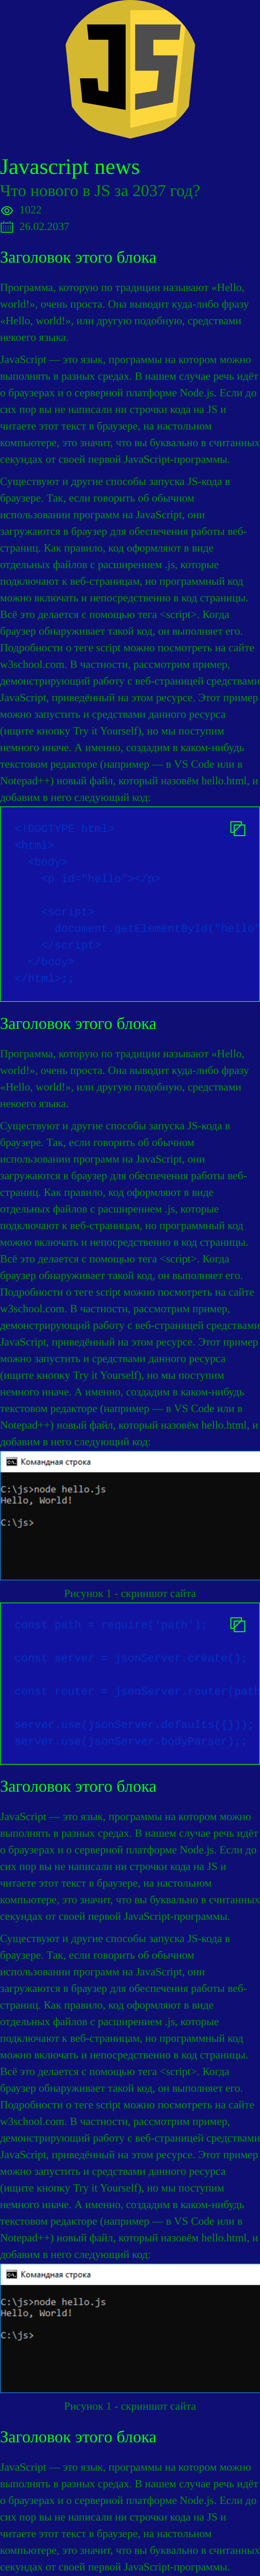 JS
Javascript news
Что нового в JS за 2037 год?
1022
26.02.2037
Заголовок этого блока
Программа, которую по традиции называют «Hello,
world!», очень проста. Она выводит куда-либо фразу
«Hello, world!», или другую подобную, средствами
некоего языка.
JavaScript — это язык, программы на котором можно
выполнять в разных средах. В нашем случае речь идёт
о браузерах и о серверной платформе Node.js. Если до
сих пор вы не написали ни строчки кода на JS и
читаете этот текст в браузере, на настольном
компьютере, это значит, что вы буквально в считанных
секундах от своей первой JavaScript-программы.
Существуют и другие способы запуска JS-кода в
браузере. Так, если говорить об обычном
использовании программ на JavaScript, они
загружаются в браузер для обеспечения работы веб-
страниц. Как правило, код оформляют в виде
отдельных файлов с расширением .js, которые
подключают к веб-страницам, но программный код
можно включать и непосредственно в код страницы.
Всё это делается с помощью тега <script>. Когда
браузер обнаруживает такой код, он выполняет его.
Подробности о теге script можно посмотреть на сайте
w3school.com. В частности, рассмотрим пример,
демонстрирующий работу с веб-страницей средствами
JavaScript, приведённый на этом ресурсе. Этот пример
можно запустить и средствами данного ресурса
(ищите кнопку Try it Yourself), но мы поступим
немного иначе. А именно, создадим в каком-нибудь
текстовом редакторе (например — в VS Code или в
Notepad++) новый файл, который назовём hello.html, и
добавим в него следующий код:
<!DOCTYPE html>
<html>
  <body>
    <p id="hello"></p>
    <script>
      document.getElementById("hello"
    </script>
  </body>
</html>;;
Заголовок этого блока
Программа, которую по традиции называют «Hello,
world!», очень проста. Она выводит куда-либо фразу
«Hello, world!», или другую подобную, средствами
некоего языка.
Существуют и другие способы запуска JS-кода в
браузере. Так, если говорить об обычном
использовании программ на JavaScript, они
загружаются в браузер для обеспечения работы веб-
страниц. Как правило, код оформляют в виде
отдельных файлов с расширением .js, которые
подключают к веб-страницам, но программный код
можно включать и непосредственно в код страницы.
Всё это делается с помощью тега <script>. Когда
браузер обнаруживает такой код, он выполняет его.
Подробности о теге script можно посмотреть на сайте
w3school.com. В частности, рассмотрим пример,
демонстрирующий работу с веб-страницей средствами
JavaScript, приведённый на этом ресурсе. Этот пример
можно запустить и средствами данного ресурса
(ищите кнопку Try it Yourself), но мы поступим
немного иначе. А именно, создадим в каком-нибудь
текстовом редакторе (например — в VS Code или в
Notepad++) новый файл, который назовём hello.html, и
добавим в него следующий код:
Командная строка
C:\js>node hello.js
Hello, World!
C:\js>
Рисунок 1 - скриншот сайта
const path = require('path');
const server = jsonServer.create();
const router = jsonServer.router(path
server.use(jsonServer.defaults({}));
server.use(jsonServer.bodyParser);;
Заголовок этого блока
JavaScript — это язык, программы на котором можно
выполнять в разных средах. В нашем случае речь идёт
о браузерах и о серверной платформе Node.js. Если до
сих пор вы не написали ни строчки кода на JS и
читаете этот текст в браузере, на настольном
компьютере, это значит, что вы буквально в считанных
секундах от своей первой JavaScript-программы.
Существуют и другие способы запуска JS-кода в
браузере. Так, если говорить об обычном
использовании программ на JavaScript, они
загружаются в браузер для обеспечения работы веб-
страниц. Как правило, код оформляют в виде
отдельных файлов с расширением .js, которые
подключают к веб-страницам, но программный код
можно включать и непосредственно в код страницы.
Всё это делается с помощью тега <script>. Когда
браузер обнаруживает такой код, он выполняет его.
Подробности о теге script можно посмотреть на сайте
w3school.com. В частности, рассмотрим пример,
демонстрирующий работу с веб-страницей средствами
JavaScript, приведённый на этом ресурсе. Этот пример
можно запустить и средствами данного ресурса
(ищите кнопку Try it Yourself), но мы поступим
немного иначе. А именно, создадим в каком-нибудь
текстовом редакторе (например — в VS Code или в
Notepad++) новый файл, который назовём hello.html, и
добавим в него следующий код:
Командная строка
C:\js>node hello.js
Hello, World!
C:\js>
Рисунок 1 - скриншот сайта
Заголовок этого блока
JavaScript — это язык, программы на котором можно
выполнять в разных средах. В нашем случае речь идёт
о браузерах и о серверной платформе Node.js. Если до
сих пор вы не написали ни строчки кода на JS и
читаете этот текст в браузере, на настольном
компьютере, это значит, что вы буквально в считанных
секундах от своей первой JavaScript-программы.